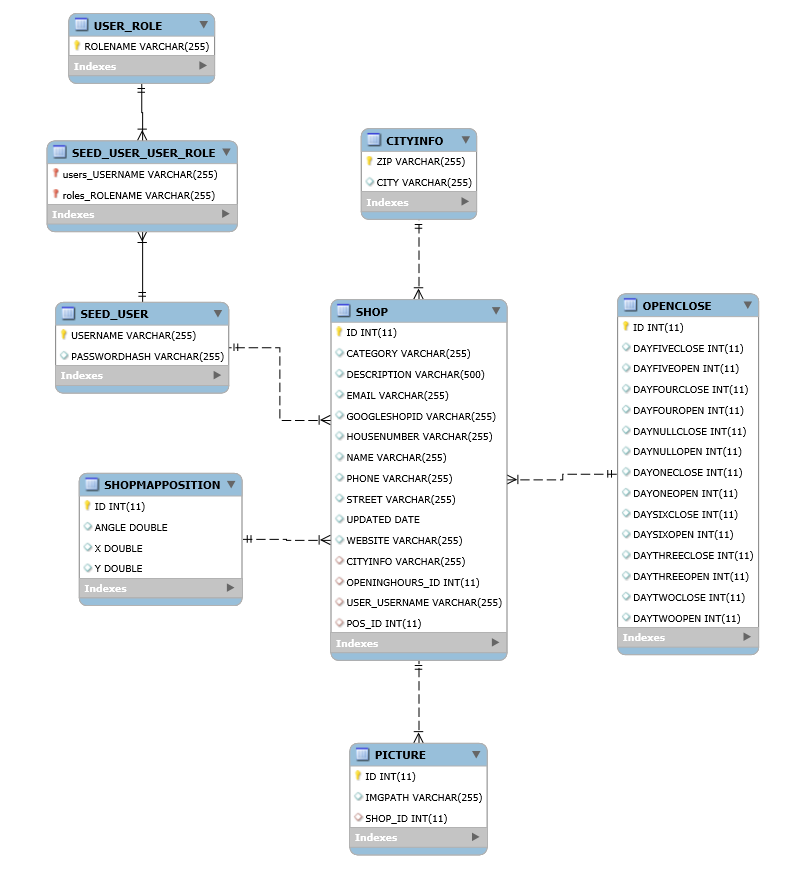 USER_ROLE
ROLENAME VARCHAR(255)
Indexes
SEED_USER_USER_ROLE
users_USERNAME VARCHAR(255)
roles_ROLENAME VARCHAR(255)
Indexes
CITYINFO
ZIP VARCHAR(255)
CITY VARCHAR(255)
Indexes
SEED_USER
USERNAME VARCHAR(255)
PASSWORDHASH VARCHAR(255)
Indexes
SHOP
ID INT(11)
CATEGORY VARCHAR(255)
DESCRIPTION VARCHAR(500)
EMAIL VARCHAR(255)
GOOGLESHOPID VARCHAR(255)
HOUSENUMBER VARCHAR(255)
NAME VARCHAR(255)
PHONE VARCHAR(255)
STREET VARCHAR(255)
UPDATED DATE
WEBSITE VARCHAR(255)
CITYINFO VARCHAR(255)
OPENINGHOURS_ID INT(11)
USER_USERNAME VARCHAR(255)
POS_ID INT(11)
Indexes
OPENCLOSE
ID INT(11)
DAYFIVECLOSE INT(11)
DAYFIVEOPEN INT(11)
DAYFOURCLOSE INT(11)
DAYFOUROPEN INT(11)
DAYNULLCLOSE INT(11)
DAYNULLOPEN INT(11)
DAYONECLOSE INT(11)
DAYONEOPEN INT(11)
DAYSIXCLOSE INT(11)
DAYSIXOPEN INT(11)
DAYTHREECLOSE INT(11)
DAYTHREEOPEN INT(11)
DAYTWOCLOSE INT(11)
DAYTWOOPEN INT(11)
Indexes
SHOPMAPPOSITION
ID INT(11)
ANGLE DOUBLE
X DOUBLE
Y DOUBLE
Indexes
PICTURE
ID INT(11)
IMGPATH VARCHAR(255)
SHOP_ID INT(11)
Indexes